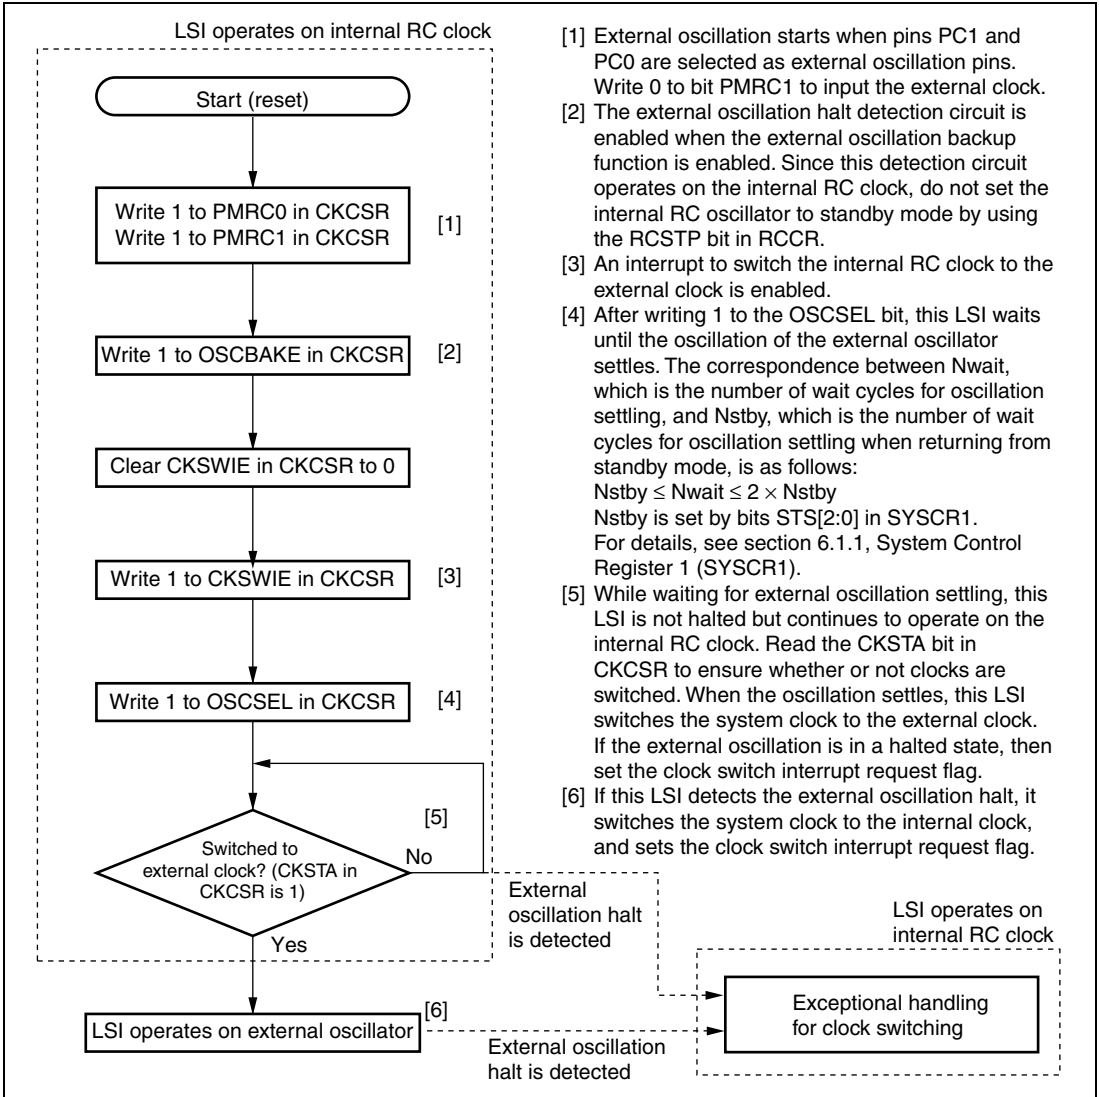 LSI operates on internal RC clock
Start (reset)
Write 1 to PMRC0 in CKCSR
Write 1 to PMRC1 in CKCSR
[1]
Write 1 to OSCBAKE in CKCSR
[2]
Clear CKSWIE in CKCSR to 0
Write 1 to CKSWIE in CKCSR
[3]
Write 1 to OSCSEL in CKCSR
[4]
[5]
Switched to
external clock? (CKSTA in
CKCSR is 1)
No
Yes
External
oscillation halt
is detected
LSI operates on external oscillator
[6]
External oscillation
halt is detected
LSI operates on
internal RC clock
Exceptional handling
for clock switching
[1] External oscillation starts when pins PC1 and
PC0 are selected as external oscillation pins.
Write 0 to bit PMRC1 to input the external clock.
[2] The external oscillation halt detection circuit is
enabled when the external oscillation backup
function is enabled. Since this detection circuit
operates on the internal RC clock, do not set the
internal RC oscillator to standby mode by using
the RCSTP bit in RCCR.
[3] An interrupt to switch the internal RC clock to the
external clock is enabled.
[4] After writing 1 to the OSCSEL bit, this LSI waits
until the oscillation of the external oscillator
settles. The correspondence between Nwait,
which is the number of wait cycles for oscillation
settling, and Nstby, which is the number of wait
cycles for oscillation settling when returning from
standby mode, is as follows:
Nstby ≤ Nwait ≤ 2 × Nstby
Nstby is set by bits STS[2:0] in SYSCR1.
For details, see section 6.1.1, System Control
Register 1 (SYSCR1).
[5] While waiting for external oscillation settling, this
LSI is not halted but continues to operate on the
internal RC clock. Read the CKSTA bit in
CKCSR to ensure whether or not clocks are
switched. When the oscillation settles, this LSI
switches the system clock to the external clock.
If the external oscillation is in a halted state, then
set the clock switch interrupt request flag.
[6] If this LSI detects the external oscillation halt, it
switches the system clock to the internal clock,
and sets the clock switch interrupt request flag.